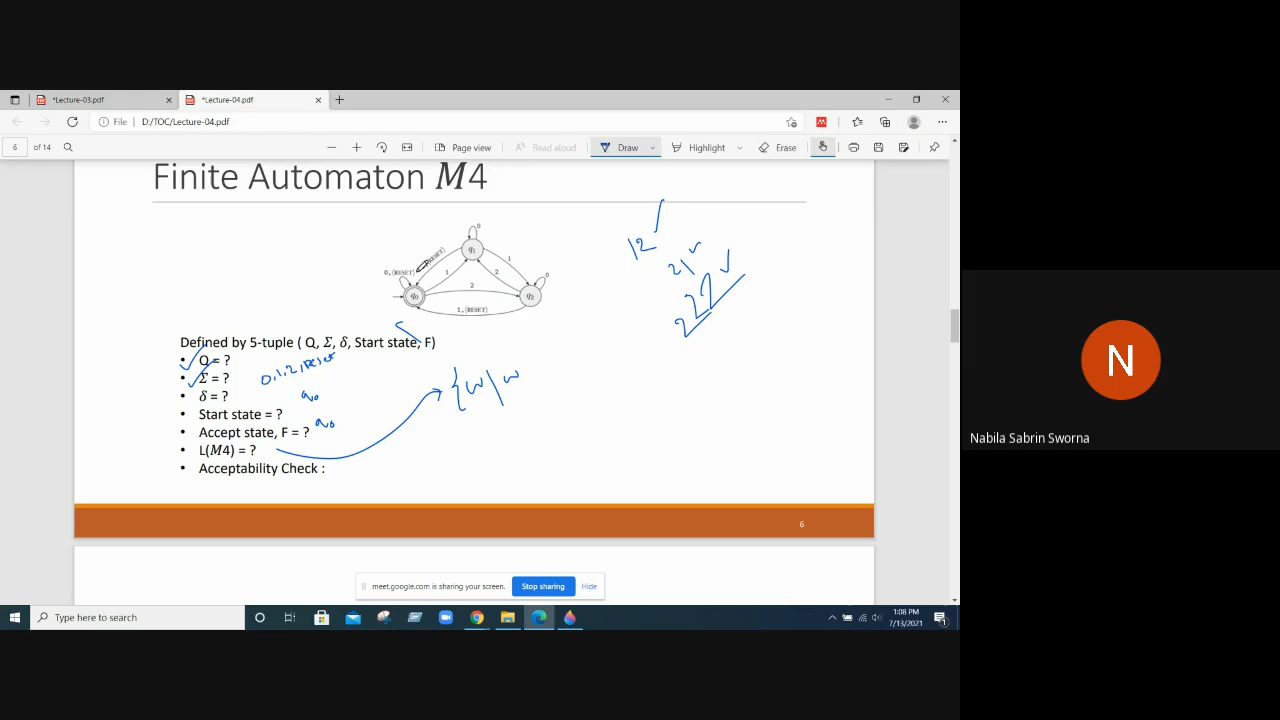 *Lecture-03.pdf
*Lecture-04.pdf
File D:/TOC/Lecture-04.pdf
6 of 14 Page view Read aloud Draw Highlight Erase
Finite Automaton M4
0
q₁
⟨RESET⟩
0,⟨RESET⟩
1
1
2
0
2
q₀
q₂
1,⟨RESET⟩
12
21
222
Defined by 5-tuple ( Q, Σ, δ, Start state, F)
• Q = ?
• Σ = ? 0,1,2,Reset
• δ = ?
q₀
• Start state = ?
• Accept state, F = ? q₀
• L(M4) = ? {w\w
• Acceptability Check :
6
N
Nabila Sabrin Sworna
meet.google.com is sharing your screen. Stop sharing Hide
Type here to search
1:08 PM
7/13/2021